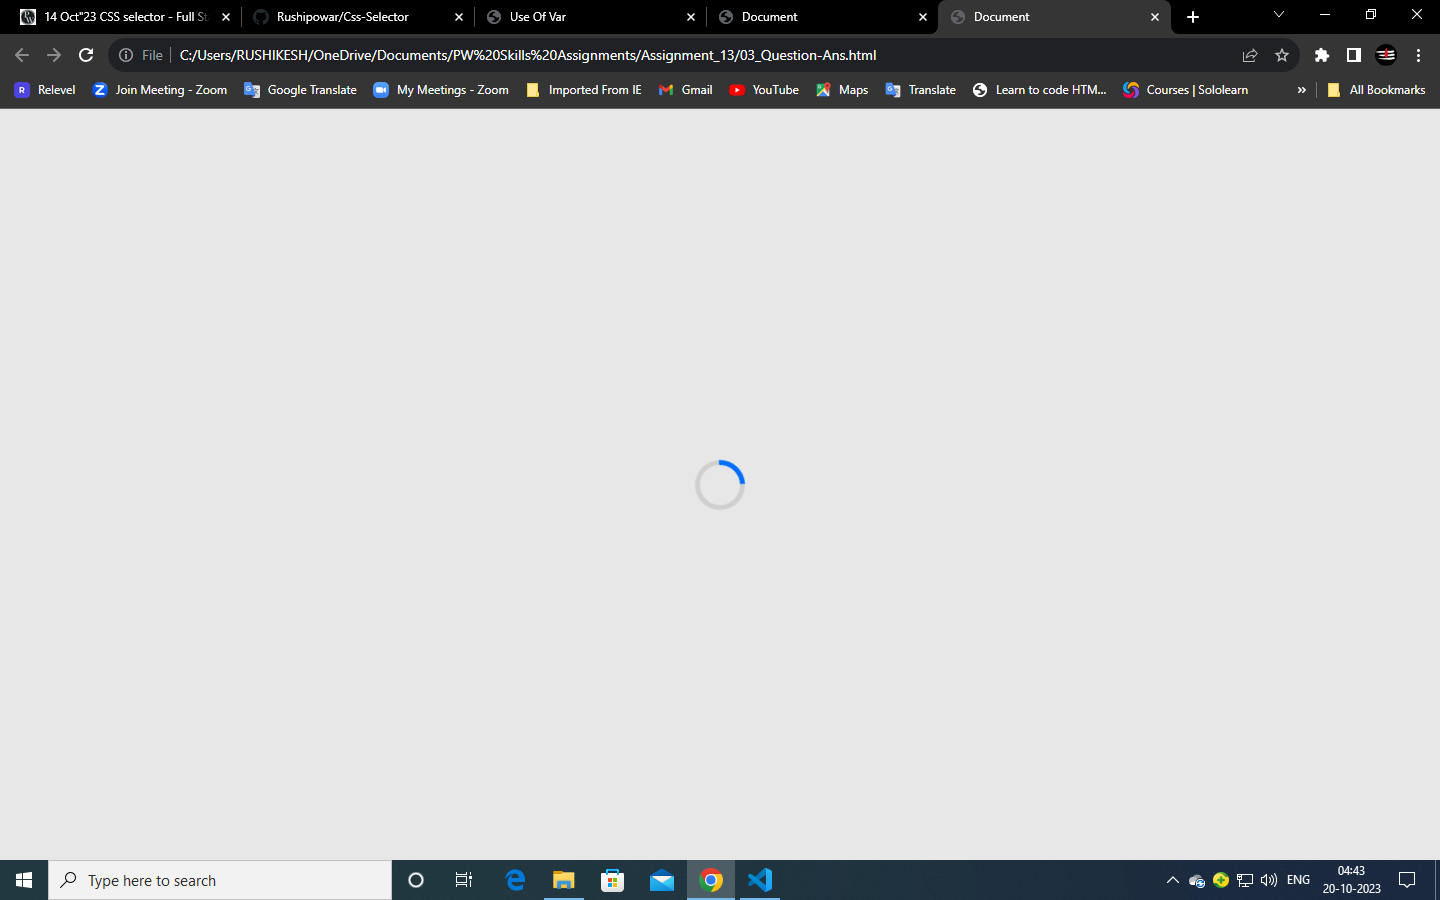 14 Oct"23 CSS selector - Full St
Rushipowar/Css-Selector
Use Of Var
Document
Document
File
C:/Users/RUSHIKESH/OneDrive/Documents/PW%20Skills%20Assignments/Assignment_13/03_Question-Ans.html
R Relevel
Join Meeting - Zoom
Google Translate
My Meetings - Zoom
Imported From IE
Gmail
YouTube
Maps
Translate
Learn to code HTM...
Courses | Sololearn
»
All Bookmarks
Type here to search
ENG
04:43
20-10-2023